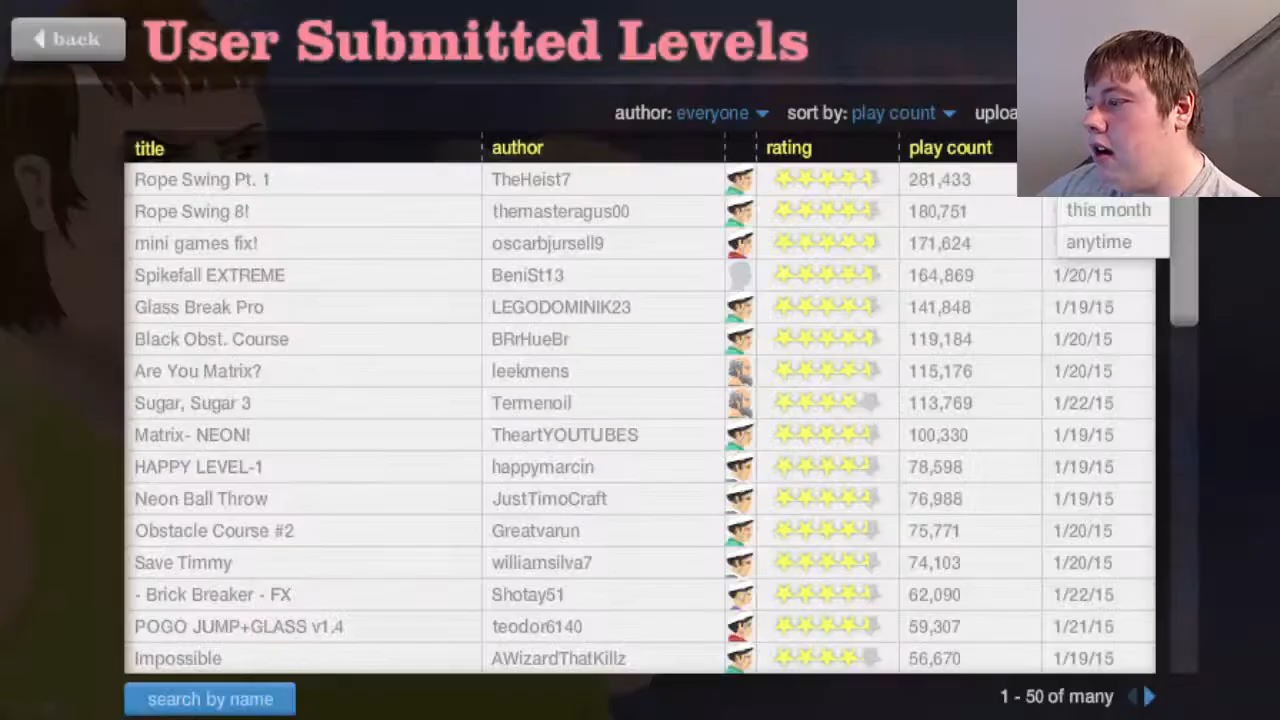 back
User Submitted Levels
author: everyone sort by: play count
title author rating play count
Rope Swing Pt. 1 TheHeist7 281,433
this month
Rope Swing 8! themasteragus00 180,751
mini games fix! oscarbjursell9 171,624
anytime
Spikefall EXTREME BeniSt13 164,869 1/20/15
Glass Break Pro LEGODOMINIK23 141,848 1/19/15
Black Obst. Course BRrHueBr 119,184 1/20/15
Are You Matrix? leekmens 115,176 1/20/15
Sugar, Sugar 3 Termenoil 113,769 1/22/15
Matrix- NEON! TheartYOUTUBES 100,330 1/19/15
HAPPY LEVEL-1 happymarcin 78,598 1/19/15
Neon Ball Throw JustTimoCraft 76,988 1/19/15
Obstacle Course #2 Greatvarun 75,771 1/20/15
Save Timmy williamsilva7 74,103 1/20/15
- Brick Breaker - FX Shotay51 62,090 1/22/15
POGO JUMP+GLASS v1.4 teodor6140 59,307 1/21/15
Impossible AWizardThatKillz 56,670 1/19/15
search by name 1 - 50 of many